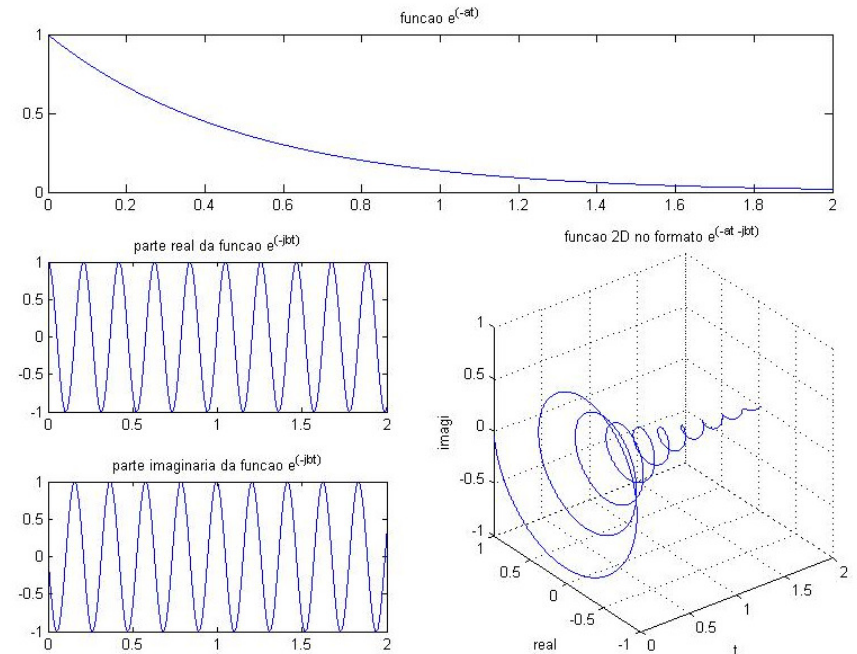 funcao e^(-at)
1
0.5
0
0 0.2 0.4 0.6 0.8 1 1.2 1.4 1.6 1.8 2
parte real da funcao e^(-jbt)
1
0.5
0
-0.5
-1
0 0.5 1 1.5 2
parte imaginaria da funcao e^(-jbt)
1
0.5
0
-0.5
-1
0 0.5 1 1.5 2
funcao 2D no formato e^(-at -jbt)
1
0.5
0
-0.5
-1
imagi
1
0.5
0
-0.5
-1
real
0
0.5
1
1.5
2
t